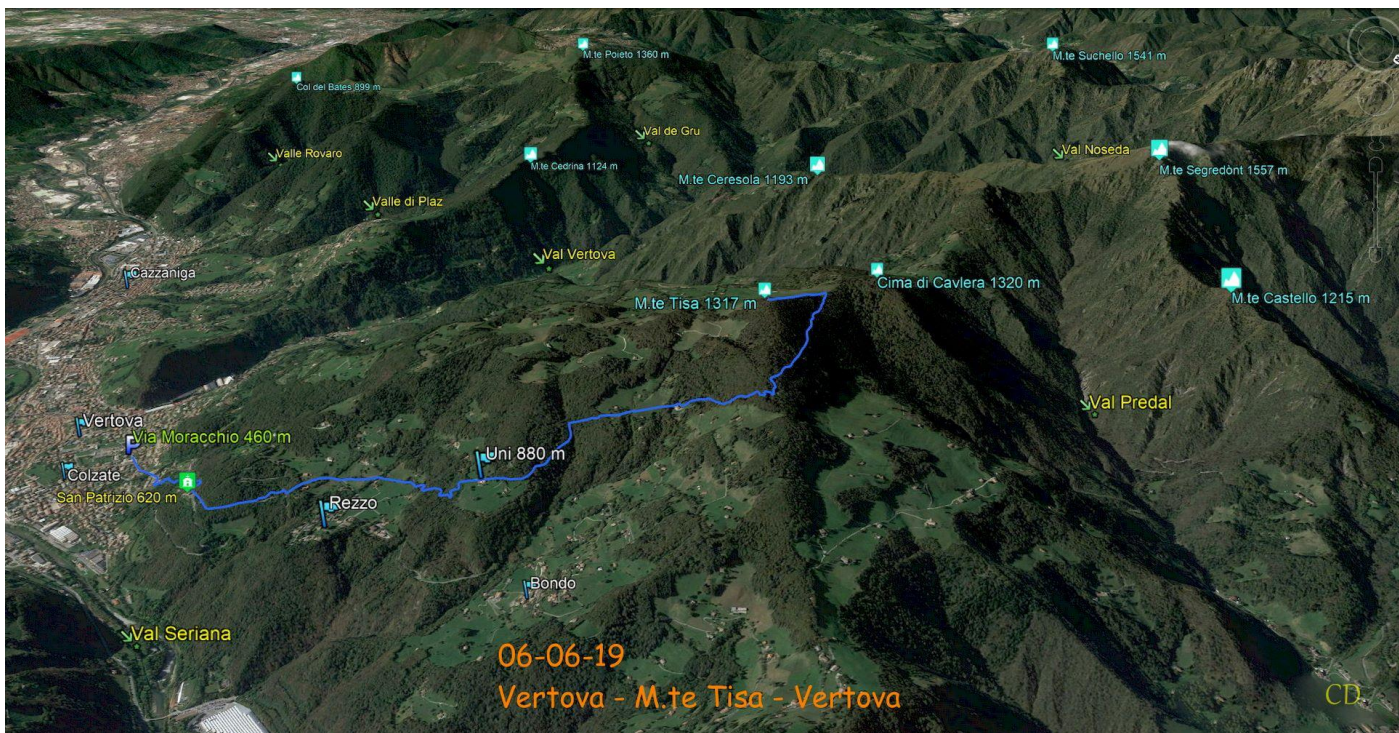 M.te Poieto 1360 m
M.te Suchello 1541 m
Col del Bates 899 m
Val de Gru
Valle Rovaro
M.te Cedrina 1124 m
Val Noseda
M.te Ceresola 1193 m
M.te Segredònt 1557 m
Valle di Plaz
Val Vertova
Cazzaniga
Cima di Cavlera 1320 m
M.te Tisa 1317 m
M.te Castello 1215 m
Val Predal
Vertova
Via Moracchio 460 m
Uni 880 m
Colzate
San Patrizio 620 m
Rezzo
Bondo
Val Seriana
06-06-19
Vertova - M.te Tisa - Vertova
CD